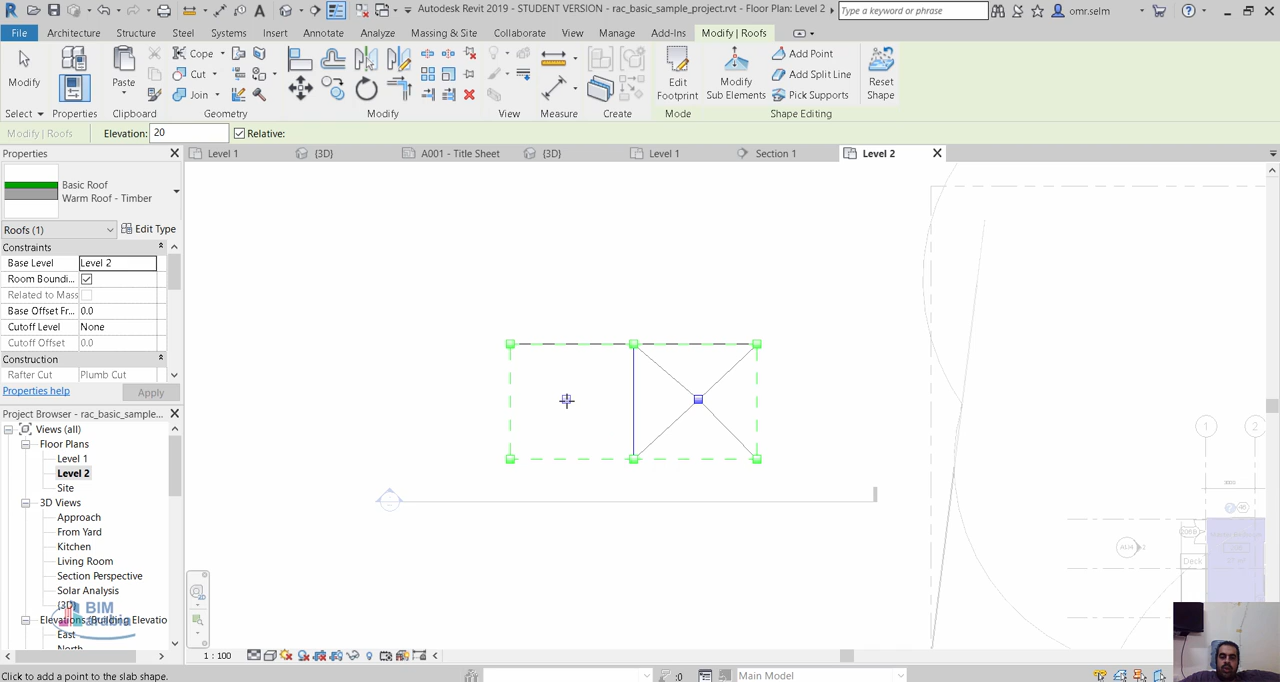 Autodesk Revit 2019 - STUDENT VERSION - rac_basic_sample_project.rvt - Floor Plan: Level 2
Type a keyword or phrase
omr.selm
File Architecture Structure Steel Systems Insert Annotate Analyze Massing & Site Collaborate View Manage Add-Ins Modify | Roofs
Modify
Paste
Cope
Cut
Join
Edit
Footprint
Modify
Sub Elements
Add Point
Add Split Line
Pick Supports
Reset
Shape
Select Properties Clipboard Geometry Modify View Measure Create Mode Shape Editing
Modify | Roofs
Elevation: 20
Relative:
Properties
Level 1
{3D}
A001 - Title Sheet
{3D}
Level 1
Section 1
Level 2
Basic Roof
Warm Roof - Timber
Roofs (1)
Edit Type
Constraints
Base Level Level 2
Room Boundi...
Related to Mass
Base Offset Fr... 0.0
Cutoff Level None
Cutoff Offset 0.0
Construction
Rafter Cut Plumb Cut
Properties help
Apply
Project Browser - rac_basic_sample...
Views (all)
Floor Plans
Level 1
Level 2
Site
3D Views
Approach
From Yard
Kitchen
Living Room
Section Perspective
Solar Analysis
{3D}
BIM
arabia
Elevations (Building Elevatio
East
North
1
2
Deck
1 : 100
Click to add a point to the slab shape.
:0
Main Model